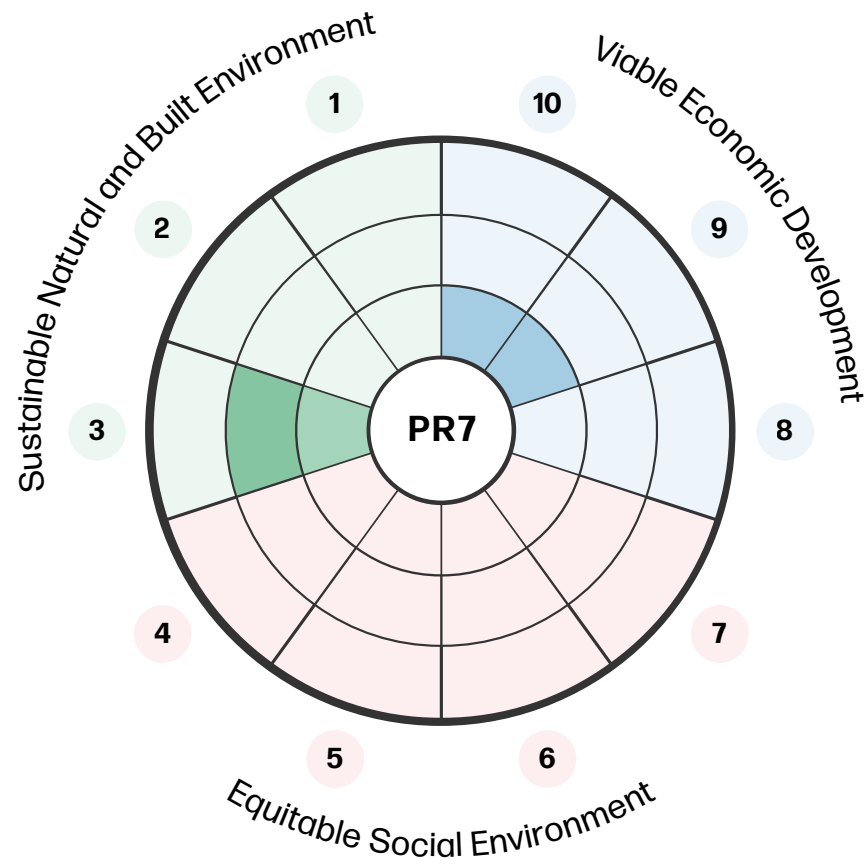 Sustainable Natural and Built Environment
Viable Economic Development
1
10
2
9
3
PR7
8
4
7
5
6
Equitable Social Environment